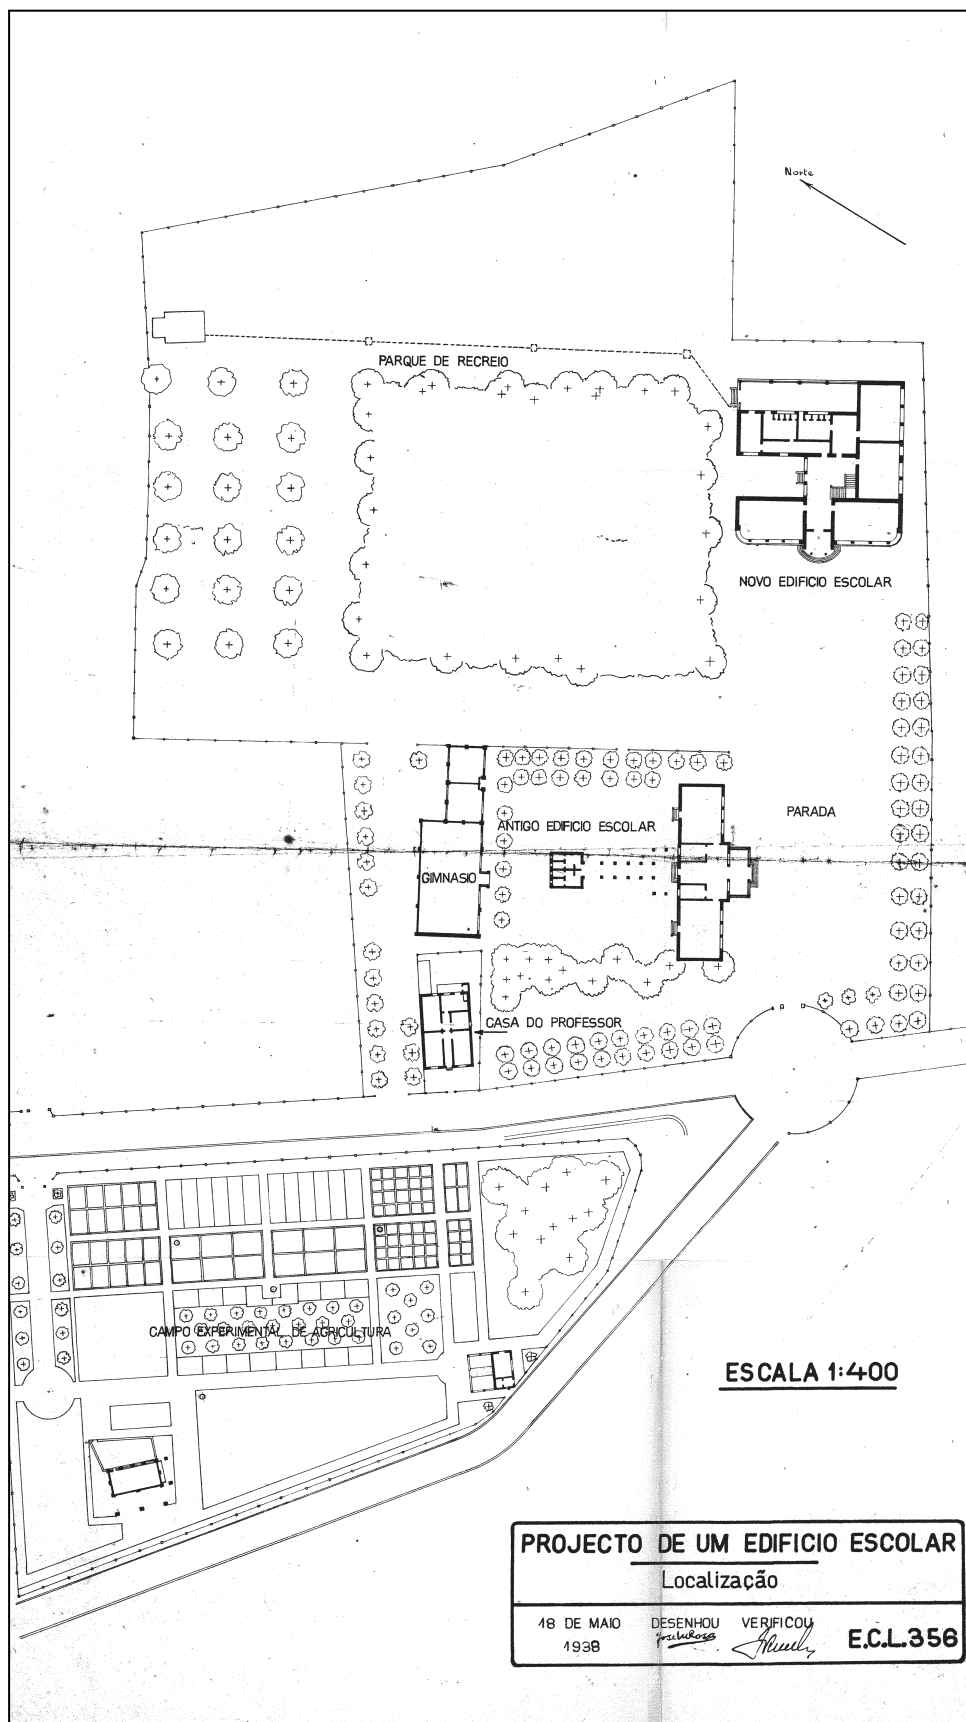 Norte
PARQUE DE RECREIO
NOVO EDIFICIO ESCOLAR
PARADA
ANTIGO EDIFICIO ESCOLAR
GIMNASIO
CASA DO PROFESSOR
CAMPO EXPERIMENTAL DE AGRICULTURA
ESCALA 1:400
PROJECTO DE UM EDIFICIO ESCOLAR
Localização
18 DE MAIO
1938
DESENHOU
VERIFICOU
E.C.L.356